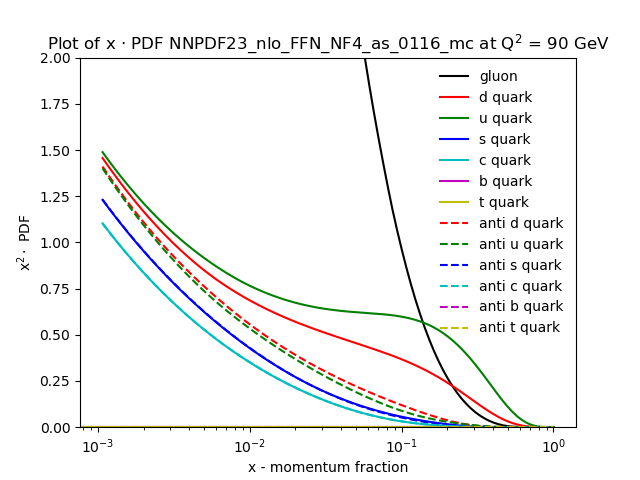 Plot of x · PDF NNPDF23_nlo_FFN_NF4_as_0116_mc at Q² = 90 GeV
2.00
1.75
1.50
1.25
1.00
0.75
0.50
0.25
0.00
x²· PDF
gluon
d quark
u quark
s quark
c quark
b quark
t quark
anti d quark
anti u quark
anti s quark
anti c quark
anti b quark
anti t quark
10⁻³ 10⁻² 10⁻¹ 10⁰
x - momentum fraction